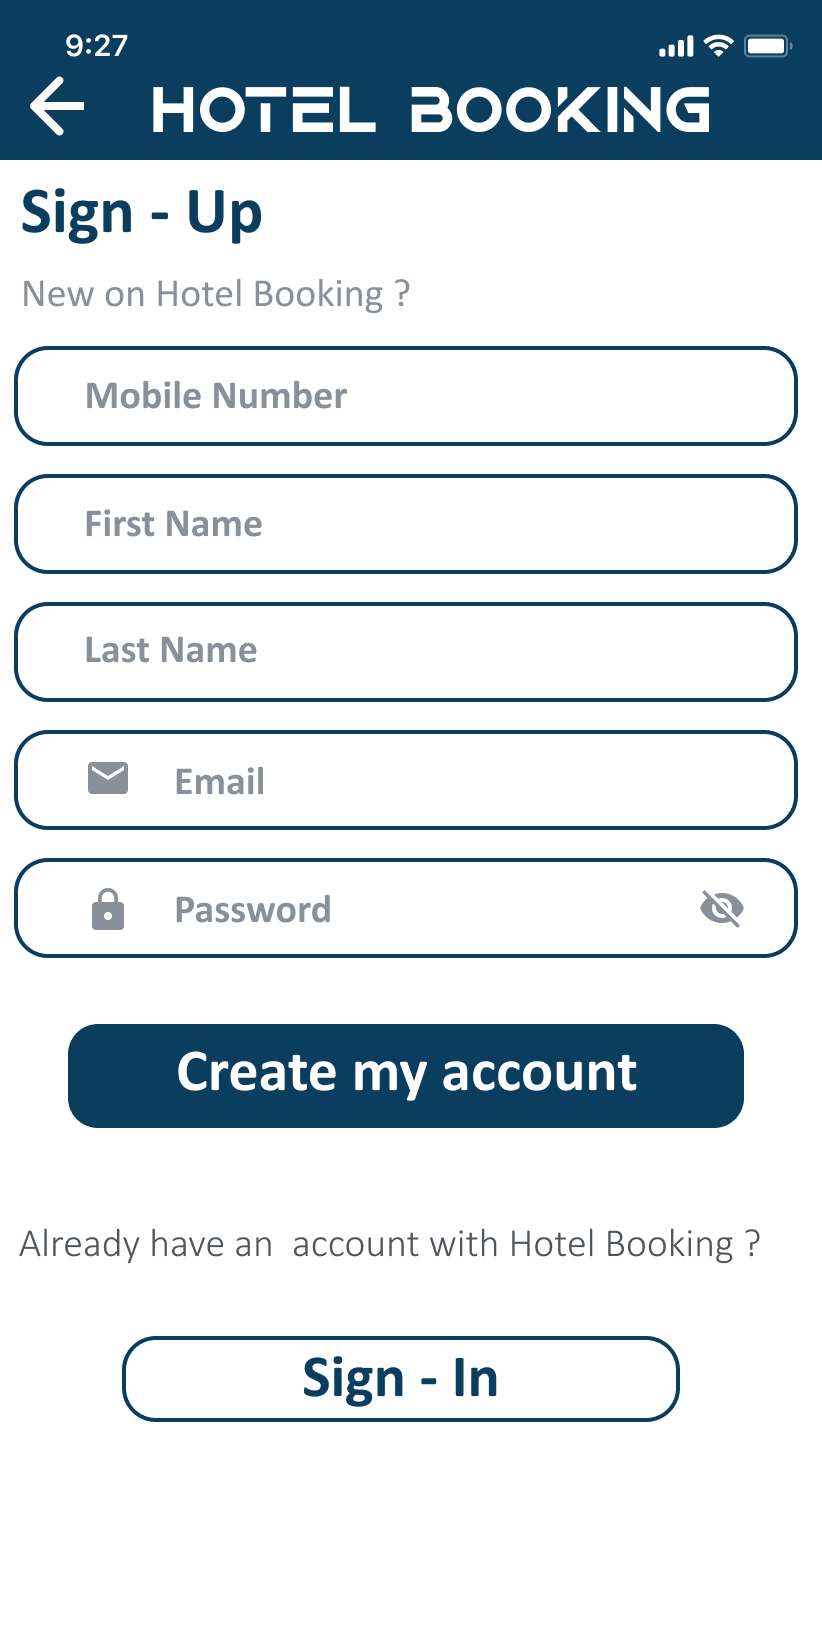 9:27
HOTEL BOOKING
Sign - Up
New on Hotel Booking ?
Mobile Number
First Name
Last Name
Email
Password
Create my account
Already have an  account with Hotel Booking ?
Sign - In